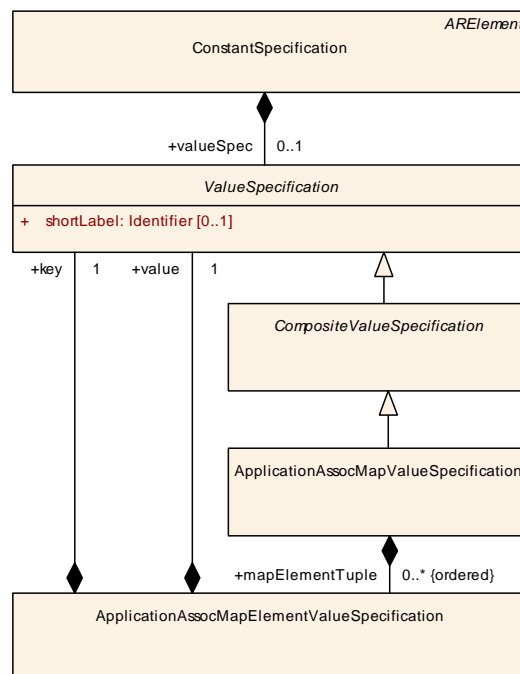 ARElement
ConstantSpecification
+valueSpec 0..1
ValueSpecification
+ shortLabel: Identifier [0..1]
+key 1 +value 1
CompositeValueSpecification
ApplicationAssocMapValueSpecification
+mapElementTuple 0..* {ordered}
ApplicationAssocMapElementValueSpecification